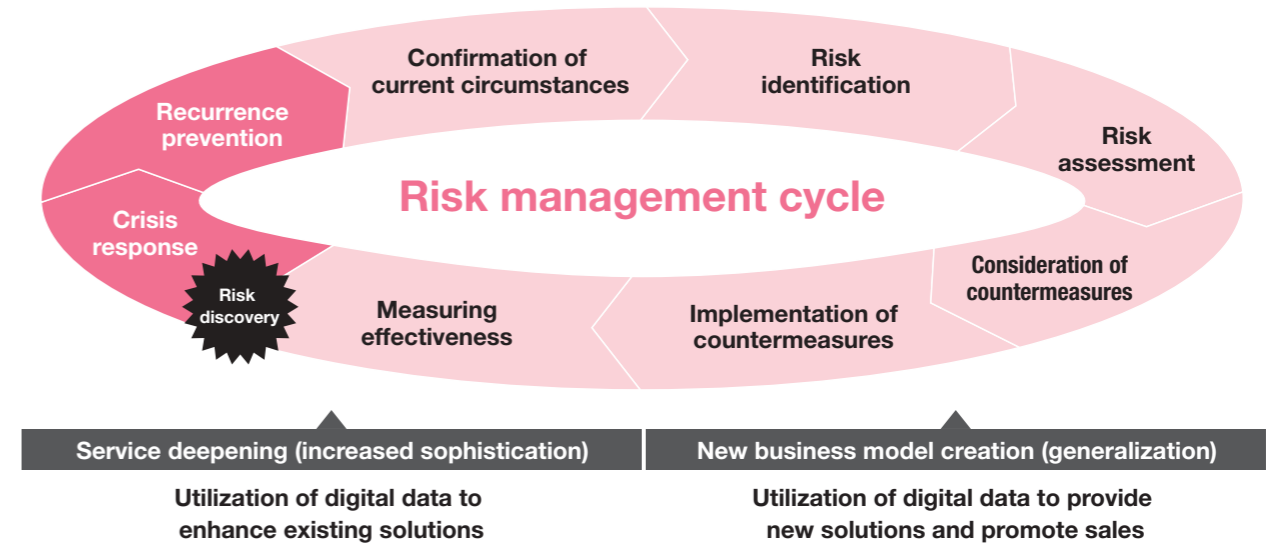 Confirmation of
current circumstances
Risk
identification
Recurrence
prevention
Risk
assessment
Risk management cycle
Crisis
response
Consideration of
countermeasures
Risk
discovery
Measuring
effectiveness
Implementation of
countermeasures
Service deepening (increased sophistication)
New business model creation (generalization)
Utilization of digital data to
enhance existing solutions
Utilization of digital data to provide
new solutions and promote sales